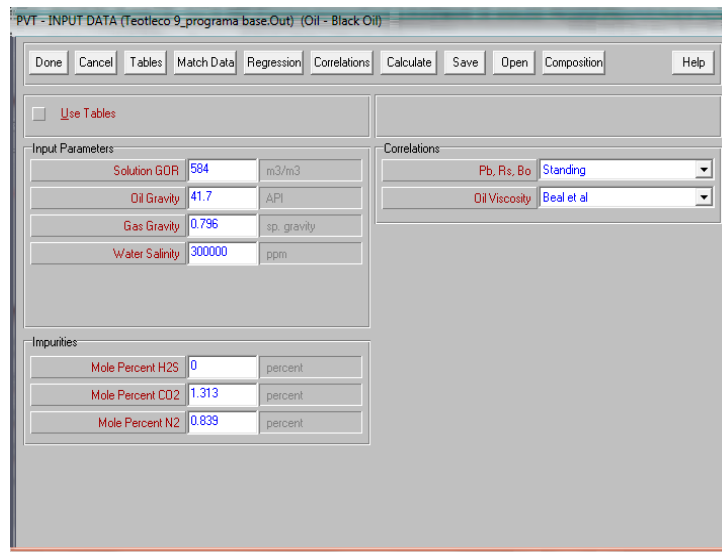 PVT - INPUT DATA (Teotleco 9_programa base.Out) (Oil - Black Oil)
Done Cancel Tables Match Data Regression Correlations Calculate Save Open Composition Help
Use Tables
Input Parameters
Solution GOR 584 m3/m3
Oil Gravity 41.7 API
Gas Gravity 0.796 sp. gravity
Water Salinity 300000 ppm
Correlations
Pb, Rs, Bo Standing
Oil Viscosity Beal et al
Impurities
Mole Percent H2S 0 percent
Mole Percent CO2 1.313 percent
Mole Percent N2 0.839 percent